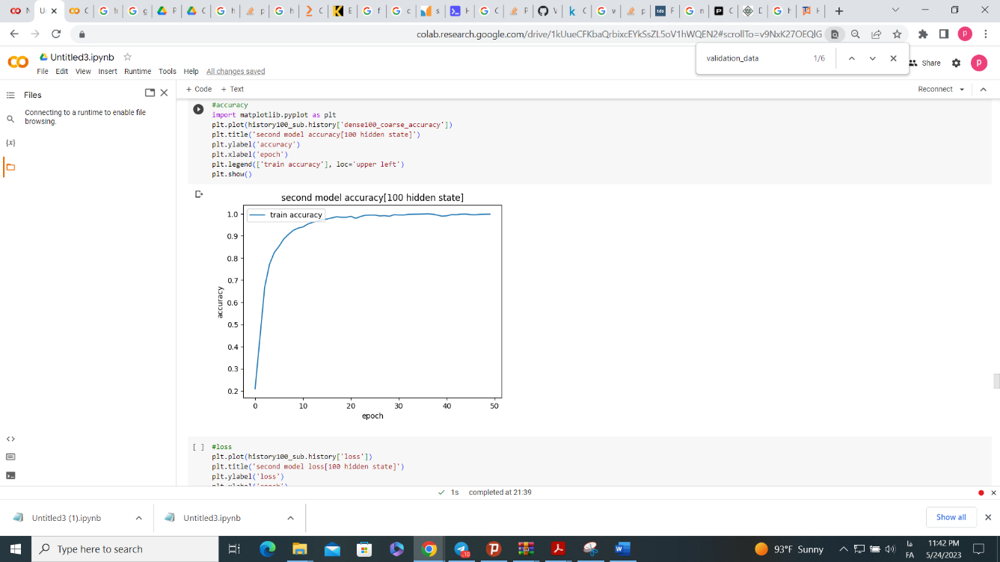 colab.research.google.com/drive/1kUueCFKbaQrbixcEYkSsZL5oV1hWQEN2#scrollTo=v9NxK27OEQlG
validation_data 1/6
Untitled3.ipynb
File Edit View Insert Runtime Tools Help All changes saved
Share
P
Files
+ Code + Text
Reconnect
Connecting to a runtime to enable file
browsing.
{x}
#accuracy
import matplotlib.pyplot as plt
plt.plot(history100_sub.history['dense100_coarse_accuracy'])
plt.title('second model accuracy[100 hidden state]')
plt.ylabel('accuracy')
plt.xlabel('epoch')
plt.legend(['train accuracy'], loc='upper left')
plt.show()
second model accuracy[100 hidden state]
train accuracy
1.0
0.9
0.8
0.7
0.6
0.5
0.4
0.3
0.2
accuracy
0 10 20 30 40 50
epoch
[ ] #loss
plt.plot(history100_sub.history['loss'])
plt.title('second model loss[100 hidden state]')
plt.ylabel('loss')
plt.xlabel('epoch')
1s completed at 21:39
Untitled3 (1).ipynb
Untitled3.ipynb
Show all
Type here to search
93°F Sunny
فا
FA
11:42 PM
5/24/2023